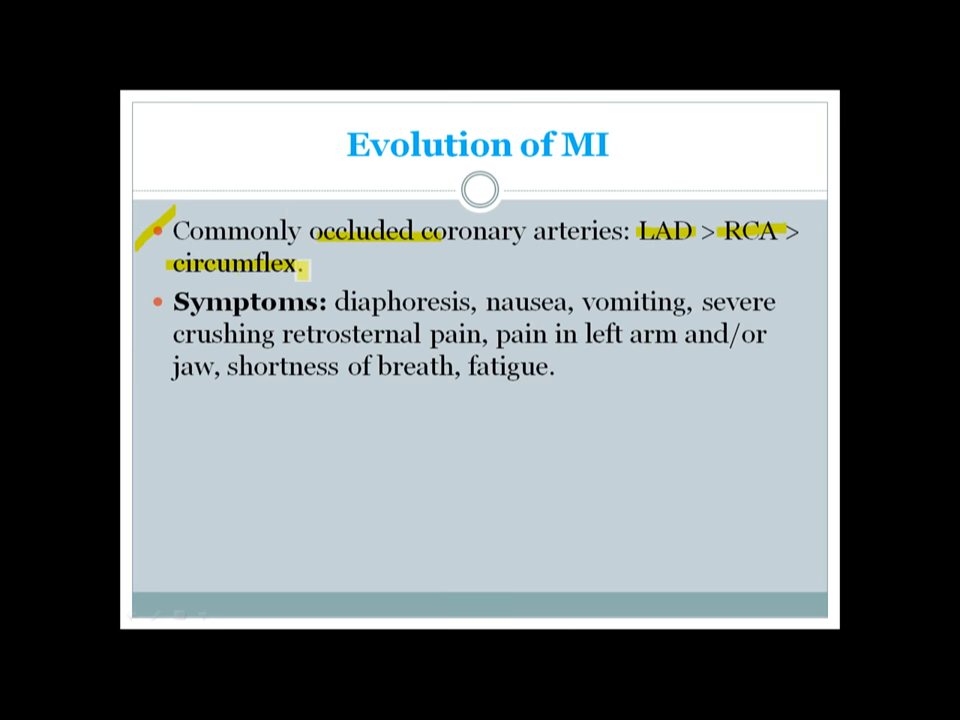 Evolution of MI
• Commonly occluded coronary arteries: LAD > RCA >
circumflex.
• Symptoms: diaphoresis, nausea, vomiting, severe
crushing retrosternal pain, pain in left arm and/or
jaw, shortness of breath, fatigue.